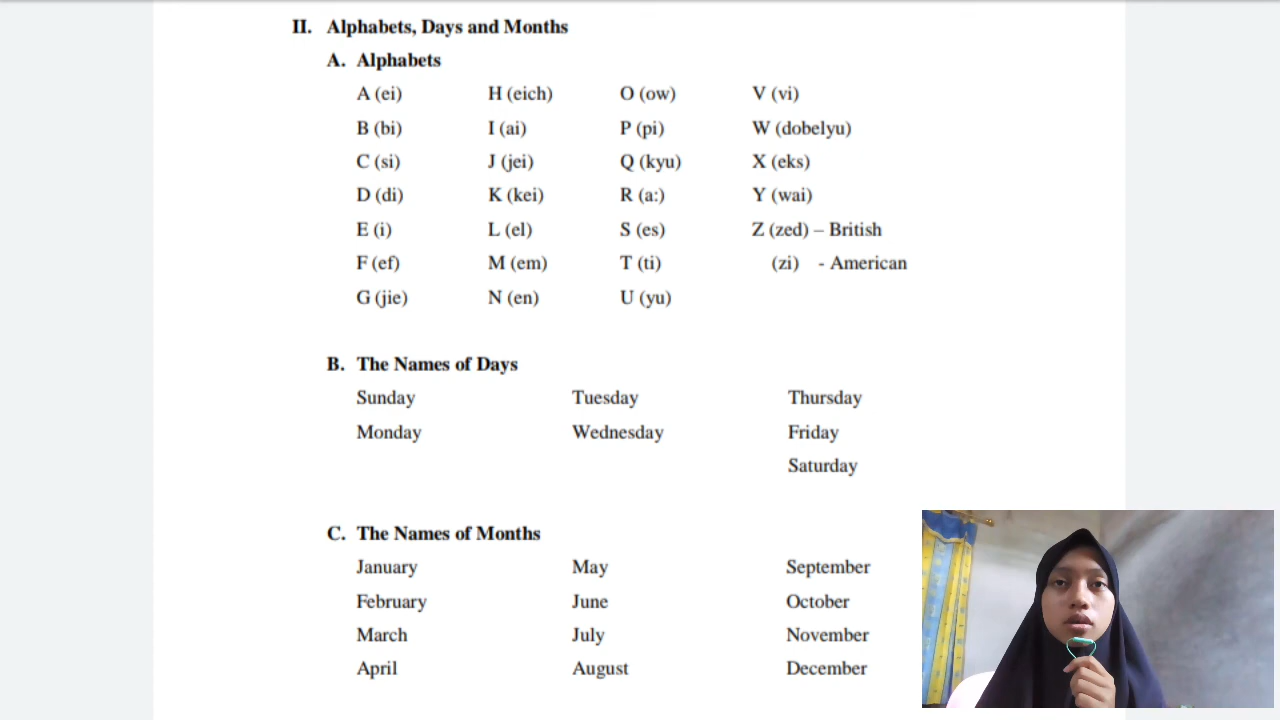 II. Alphabets, Days and Months
A. Alphabets
A (ei) H (eich) O (ow) V (vi)
B (bi) I (ai) P (pi) W (dobelyu)
C (si) J (jei) Q (kyu) X (eks)
D (di) K (kei) R (a:) Y (wai)
E (i) L (el) S (es) Z (zed) – British
F (ef) M (em) T (ti) (zi) - American
G (jie) N (en) U (yu)
B. The Names of Days
Sunday Tuesday Thursday
Monday Wednesday Friday
Saturday
C. The Names of Months
January May September
February June October
March July November
April August December